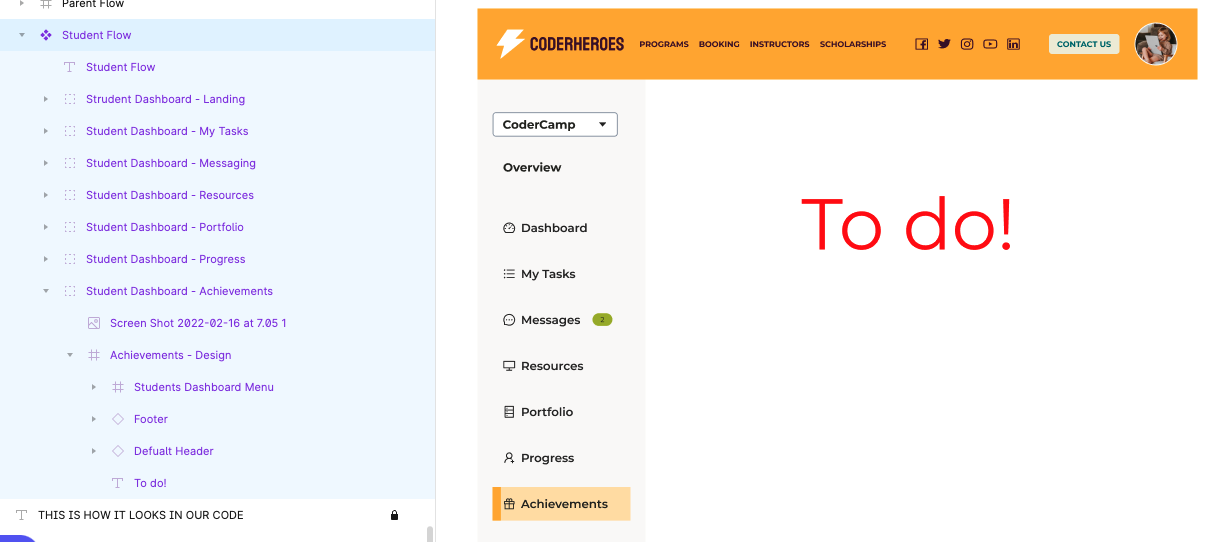 Parent Flow
Student Flow
Student Flow
Strudent Dashboard - Landing
Student Dashboard - My Tasks
Student Dashboard - Messaging
Student Dashboard - Resources
Student Dashboard - Portfolio
Student Dashboard - Progress
Student Dashboard - Achievements
Screen Shot 2022-02-16 at 7.05 1
Achievements - Design
Students Dashboard Menu
Footer
Defualt Header
To do!
THIS IS HOW IT LOOKS IN OUR CODE
CODERHEROES PROGRAMS BOOKING INSTRUCTORS SCHOLARSHIPS CONTACT US
CoderCamp
Overview
Dashboard
My Tasks
Messages 2
Resources
Portfolio
Progress
Achievements
To do!